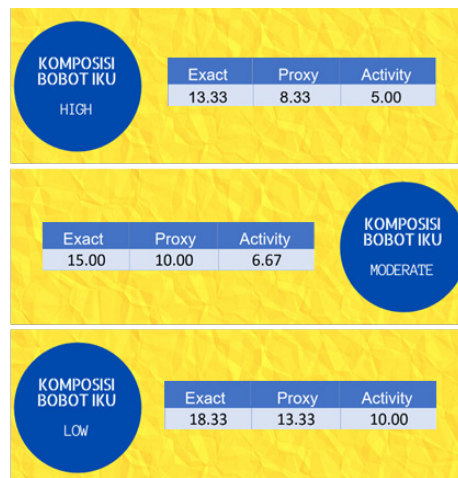 KOMPOSISI
BOBOT IKU
HIGH
Exact Proxy Activity
13.33 8.33 5.00
Exact Proxy Activity
15.00 10.00 6.67
KOMPOSISI
BOBOT IKU
MODERATE
KOMPOSISI
BOBOT IKU
LOW
Exact Proxy Activity
18.33 13.33 10.00